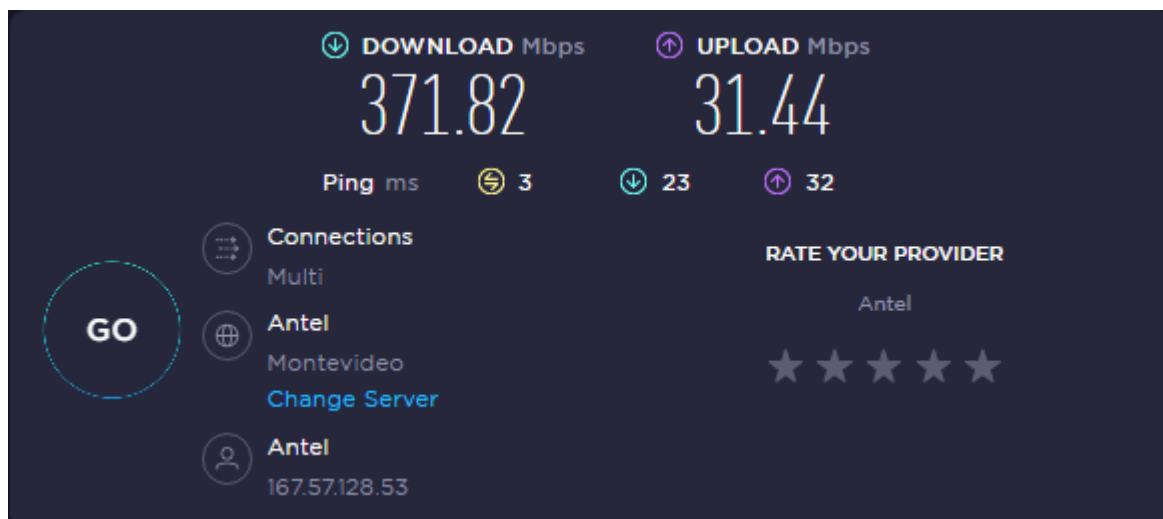 DOWNLOAD Mbps
371.82
UPLOAD Mbps
31.44
Ping ms 3 23 32
GO
Connections
Multi
Antel
Montevideo
Change Server
Antel
167.57.128.53
RATE YOUR PROVIDER
Antel